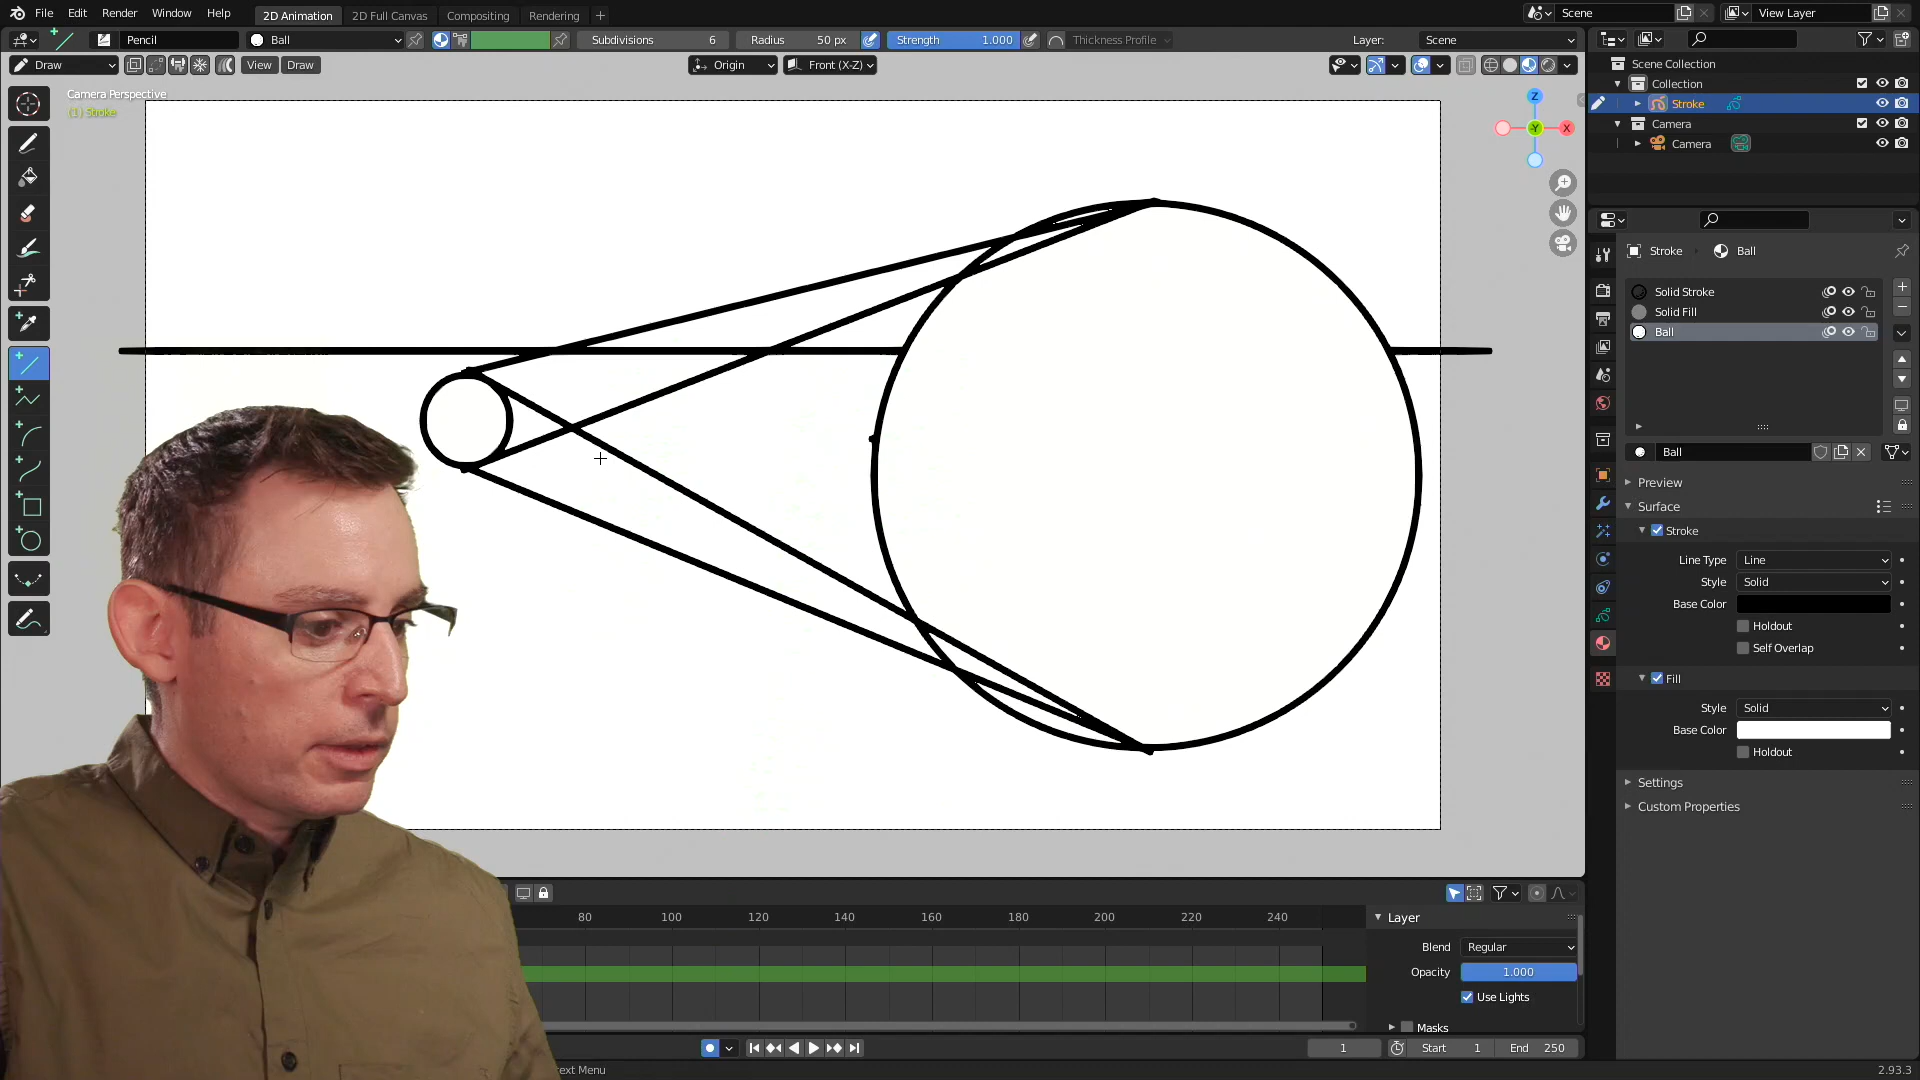 File Edit Render Window Help 2D Animation 2D Full Canvas Compositing Rendering + Scene View Layer
Pencil Ball Subdivisions 6 Radius 50 px Strength 1.000 Thickness Profile Layer: Scene
Draw View Draw Origin Front (X-Z)
Camera Perspective
(1) Stroke
Z
Y
X
Scene Collection
Collection
Stroke
Camera
Camera
Stroke Ball
Solid Stroke
Solid Fill
Ball
Ball
Preview
Surface
Stroke
Line Type Line
Style Solid
Base Color
Holdout
Self Overlap
Fill
Style Solid
Base Color
Holdout
Settings
Custom Properties
80 100 120 140 160 180 200 220 240
Layer
Blend Regular
Opacity 1.000
Use Lights
Masks
1 Start 1 End 250
text Menu
2.93.3